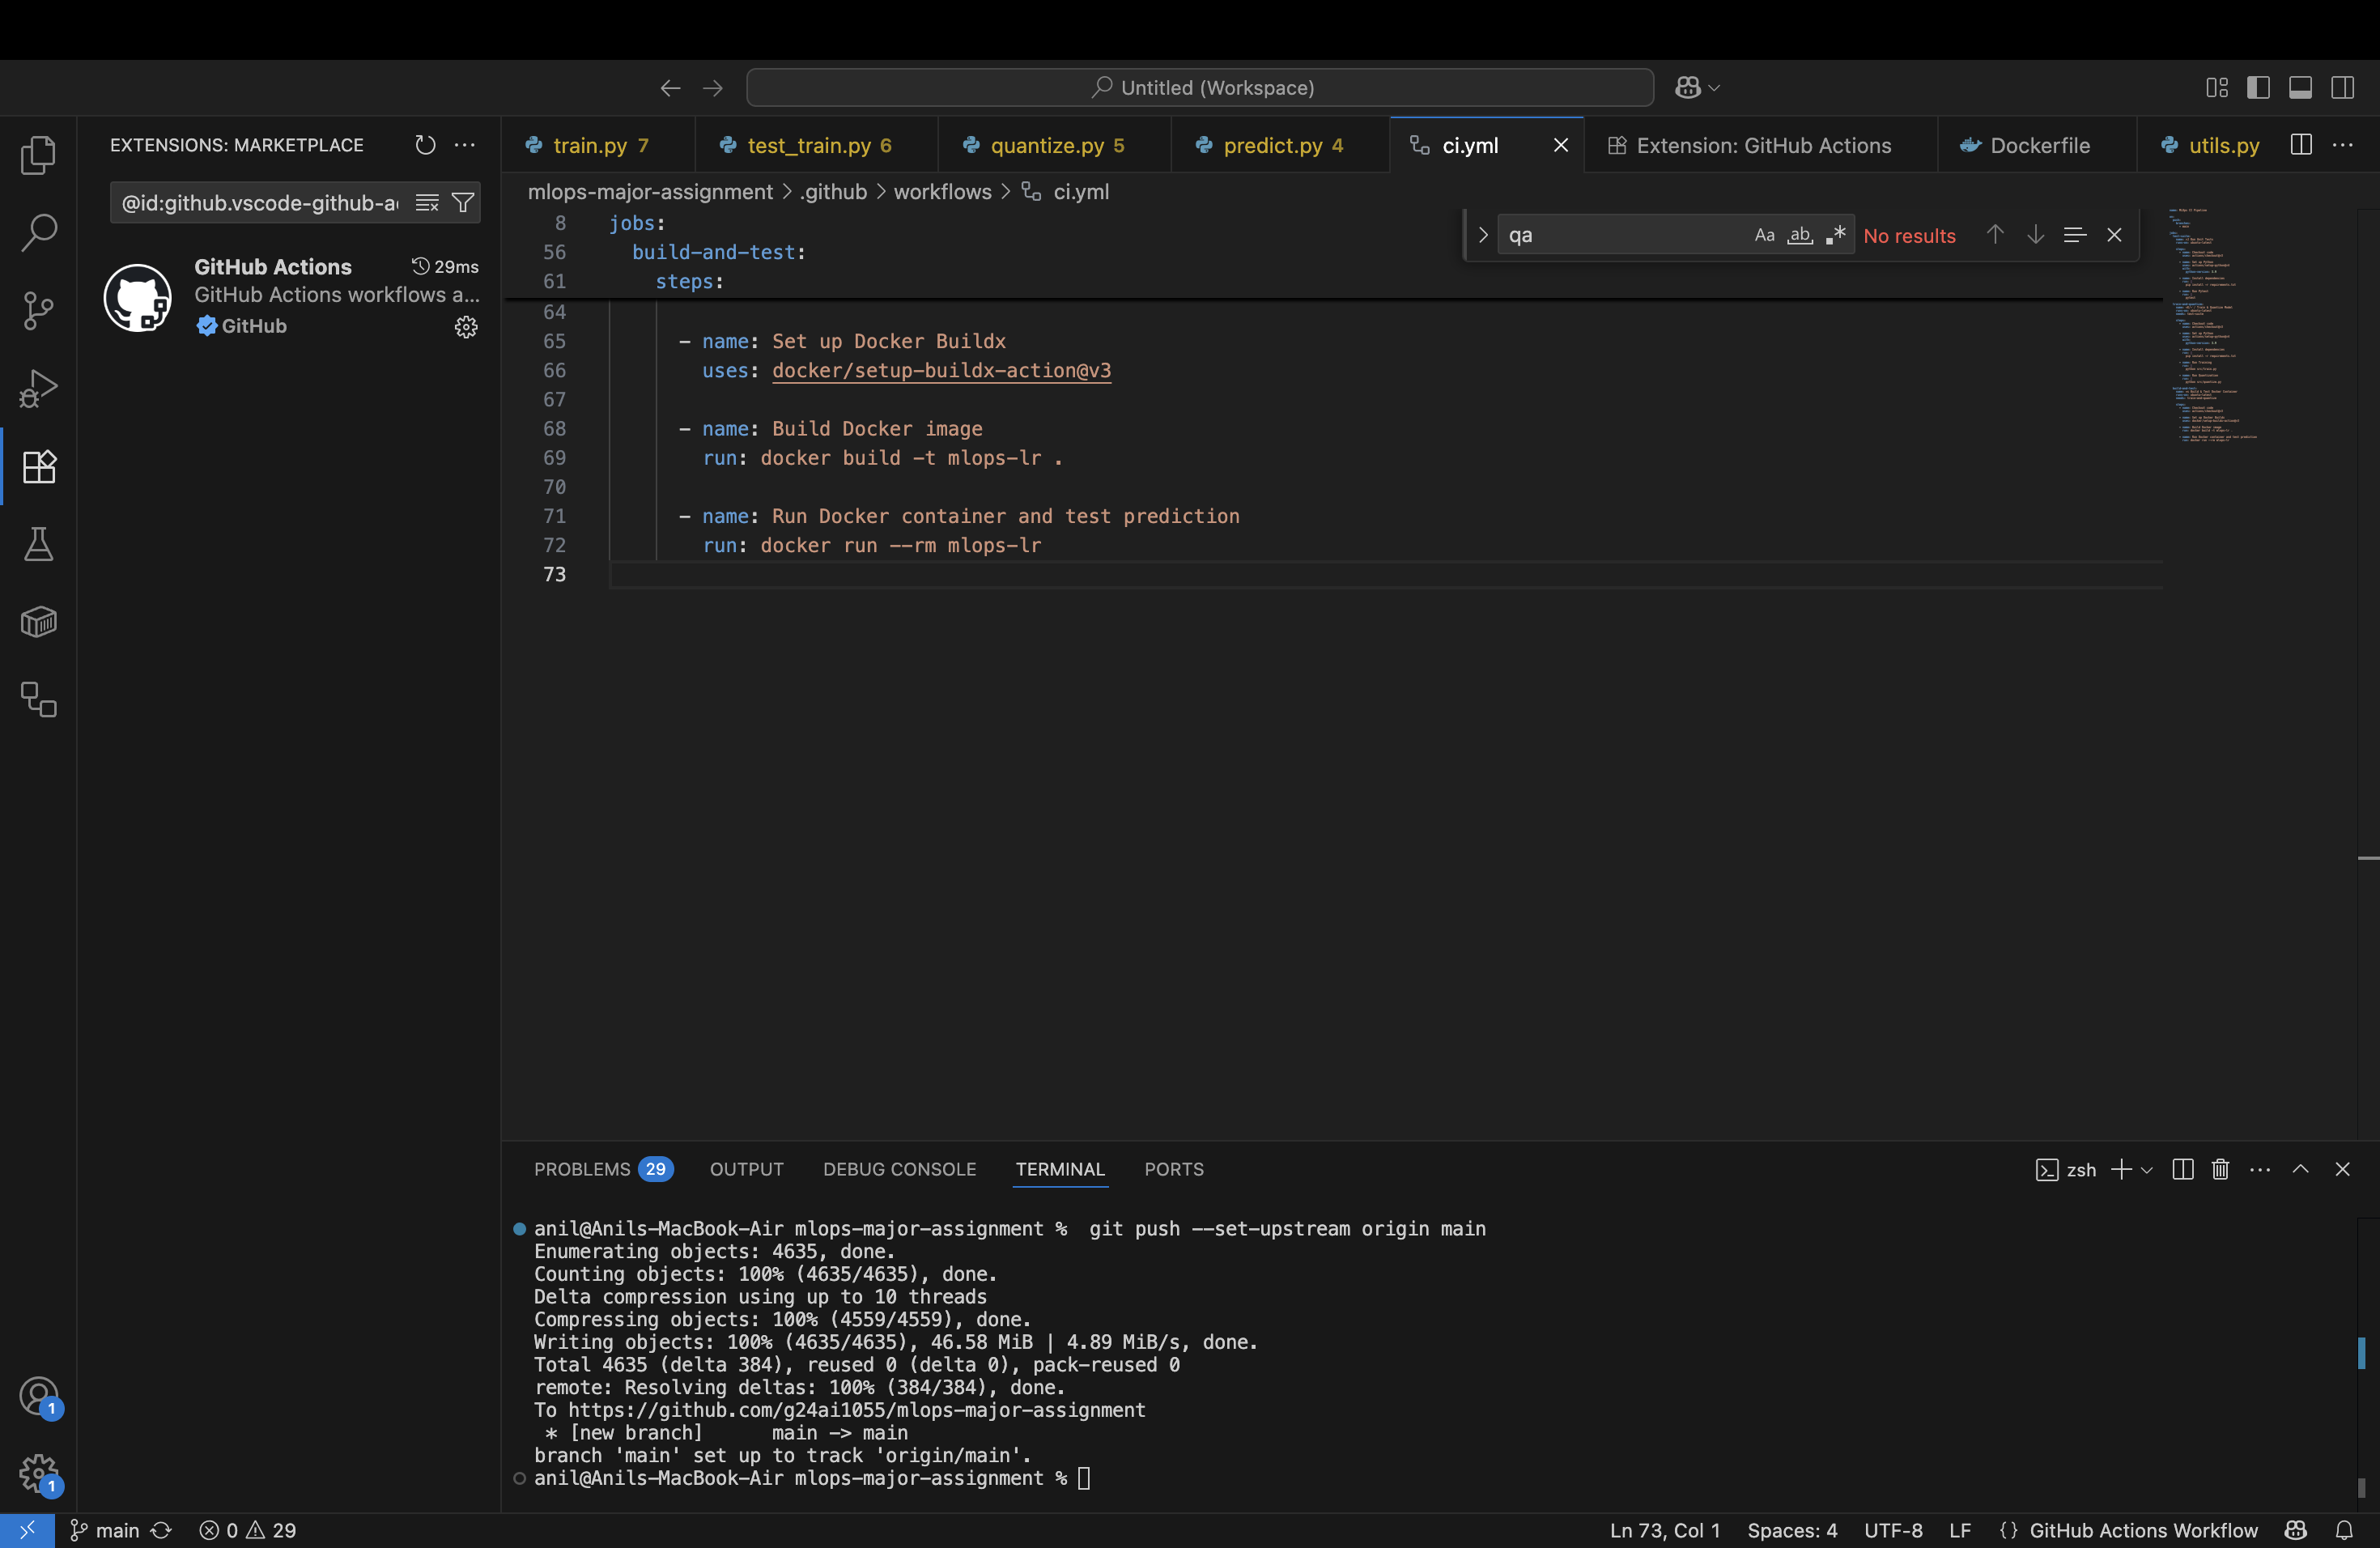 Untitled (Workspace)
EXTENSIONS: MARKETPLACE
@id:github.vscode-github-a
GitHub Actions
29ms
GitHub Actions workflows a...
GitHub
train.py 7
test_train.py 6
quantize.py 5
predict.py 4
ci.yml
Extension: GitHub Actions
Dockerfile
utils.py
mlops-major-assignment > .github > workflows > ci.yml
qa
Aa
ab
.*
No results
8 jobs:
56 build-and-test:
61 steps:
64
65 - name: Set up Docker Buildx
66 uses: docker/setup-buildx-action@v3
67
68 - name: Build Docker image
69 run: docker build -t mlops-lr .
70
71 - name: Run Docker container and test prediction
72 run: docker run --rm mlops-lr
73
PROBLEMS 29
OUTPUT
DEBUG CONSOLE
TERMINAL
PORTS
zsh
anil@Anils-MacBook-Air mlops-major-assignment %  git push --set-upstream origin main
Enumerating objects: 4635, done.
Counting objects: 100% (4635/4635), done.
Delta compression using up to 10 threads
Compressing objects: 100% (4559/4559), done.
Writing objects: 100% (4635/4635), 46.58 MiB | 4.89 MiB/s, done.
Total 4635 (delta 384), reused 0 (delta 0), pack-reused 0
remote: Resolving deltas: 100% (384/384), done.
To https://github.com/g24ai1055/mlops-major-assignment
* [new branch]      main -> main
branch 'main' set up to track 'origin/main'.
anil@Anils-MacBook-Air mlops-major-assignment %
1
1
main
0
29
Ln 73, Col 1
Spaces: 4
UTF-8
LF
{} GitHub Actions Workflow